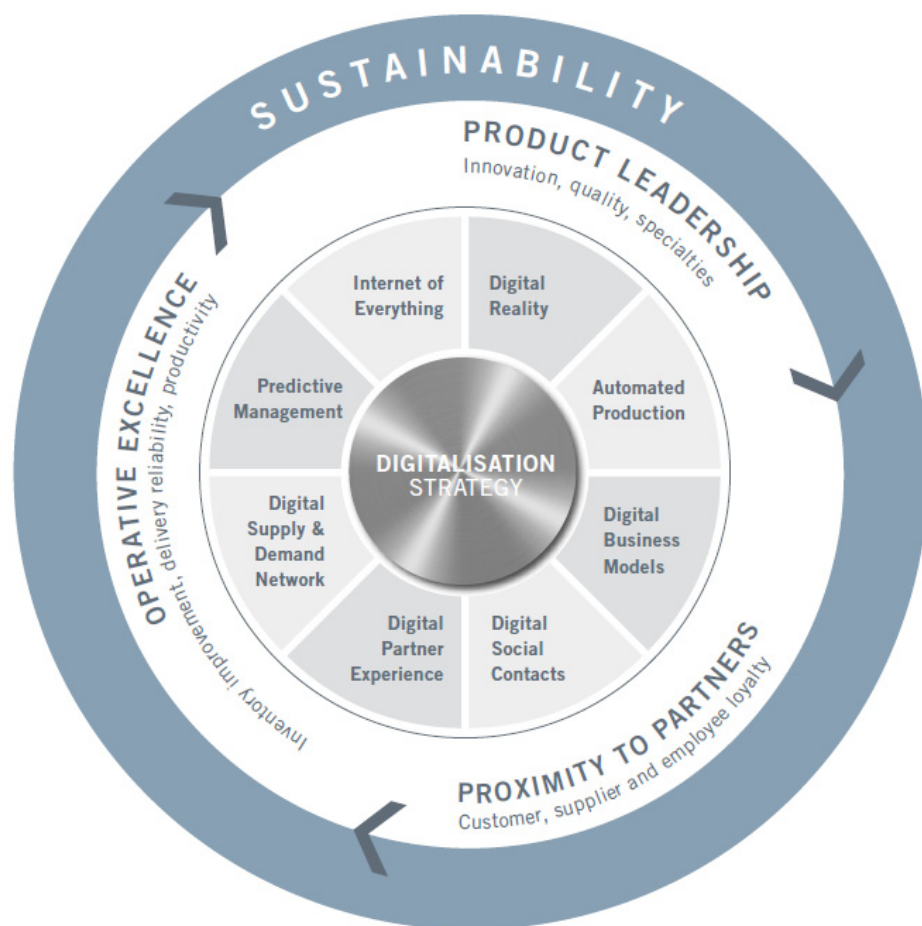 SUSTAINABILITY
PRODUCT LEADERSHIP
Innovation, quality, specialties
OPERATIVE EXCELLENCE
Inventory improvement, delivery reliability, productivity
PROXIMITY TO PARTNERS
Customer, supplier and employee loyalty
Internet of
Everything
Digital
Reality
Automated
Production
Digital
Business
Models
Digital
Social
Contacts
Digital
Partner
Experience
Digital
Supply &
Demand
Network
Predictive
Management
DIGITALISATION
STRATEGY